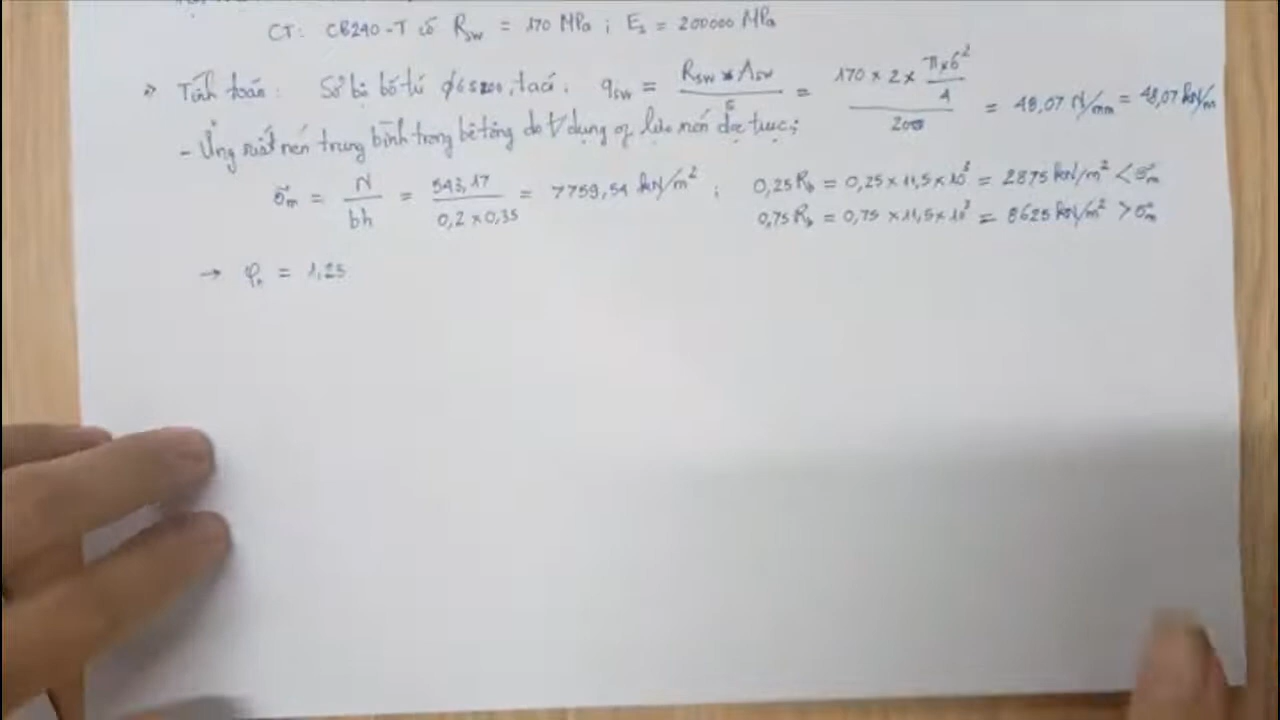 CT: CB240-T có Rsw = 170 MPa ; Es = 200000 MPa
Tính toán: Sơ bộ bố trí ϕ6s200, ta có: qsw = (Rsw × Asw)/s = (170 × 2 × (π×6²)/4)/200 = 48,07 N/mm = 48,07 kN/m
- Ứng suất nén trung bình trong bê tông do t/dụng of lực nén dọc trục:
σm = N/bh = 543,17/(0,2 × 0,35) = 7759,54 kN/m² ; 0,25Rb = 0,25 × 11,5 × 10³ = 2875 kN/m² < σm
0,75Rb = 0,75 × 11,5 × 10³ = 8625 kN/m² > σm
→ φn = 1,25